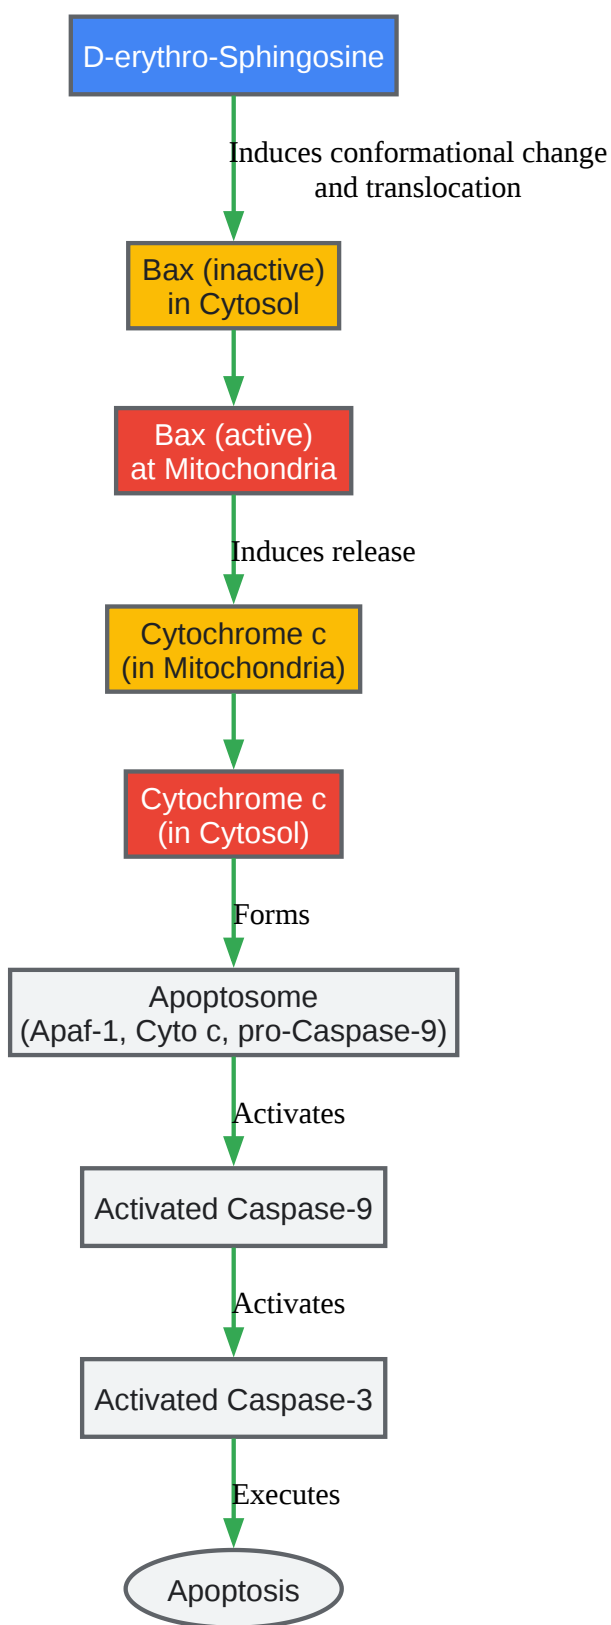 D-erythro-Sphingosine
Induces conformational change
and translocation
Bax (inactive)
in Cytosol
Bax (active)
at Mitochondria
Induces release
Cytochrome c
(in Mitochondria)
Cytochrome c
(in Cytosol)
Forms
Apoptosome
(Apaf-1, Cyto c, pro-Caspase-9)
Activates
Activated Caspase-9
Activates
Activated Caspase-3
Executes
Apoptosis